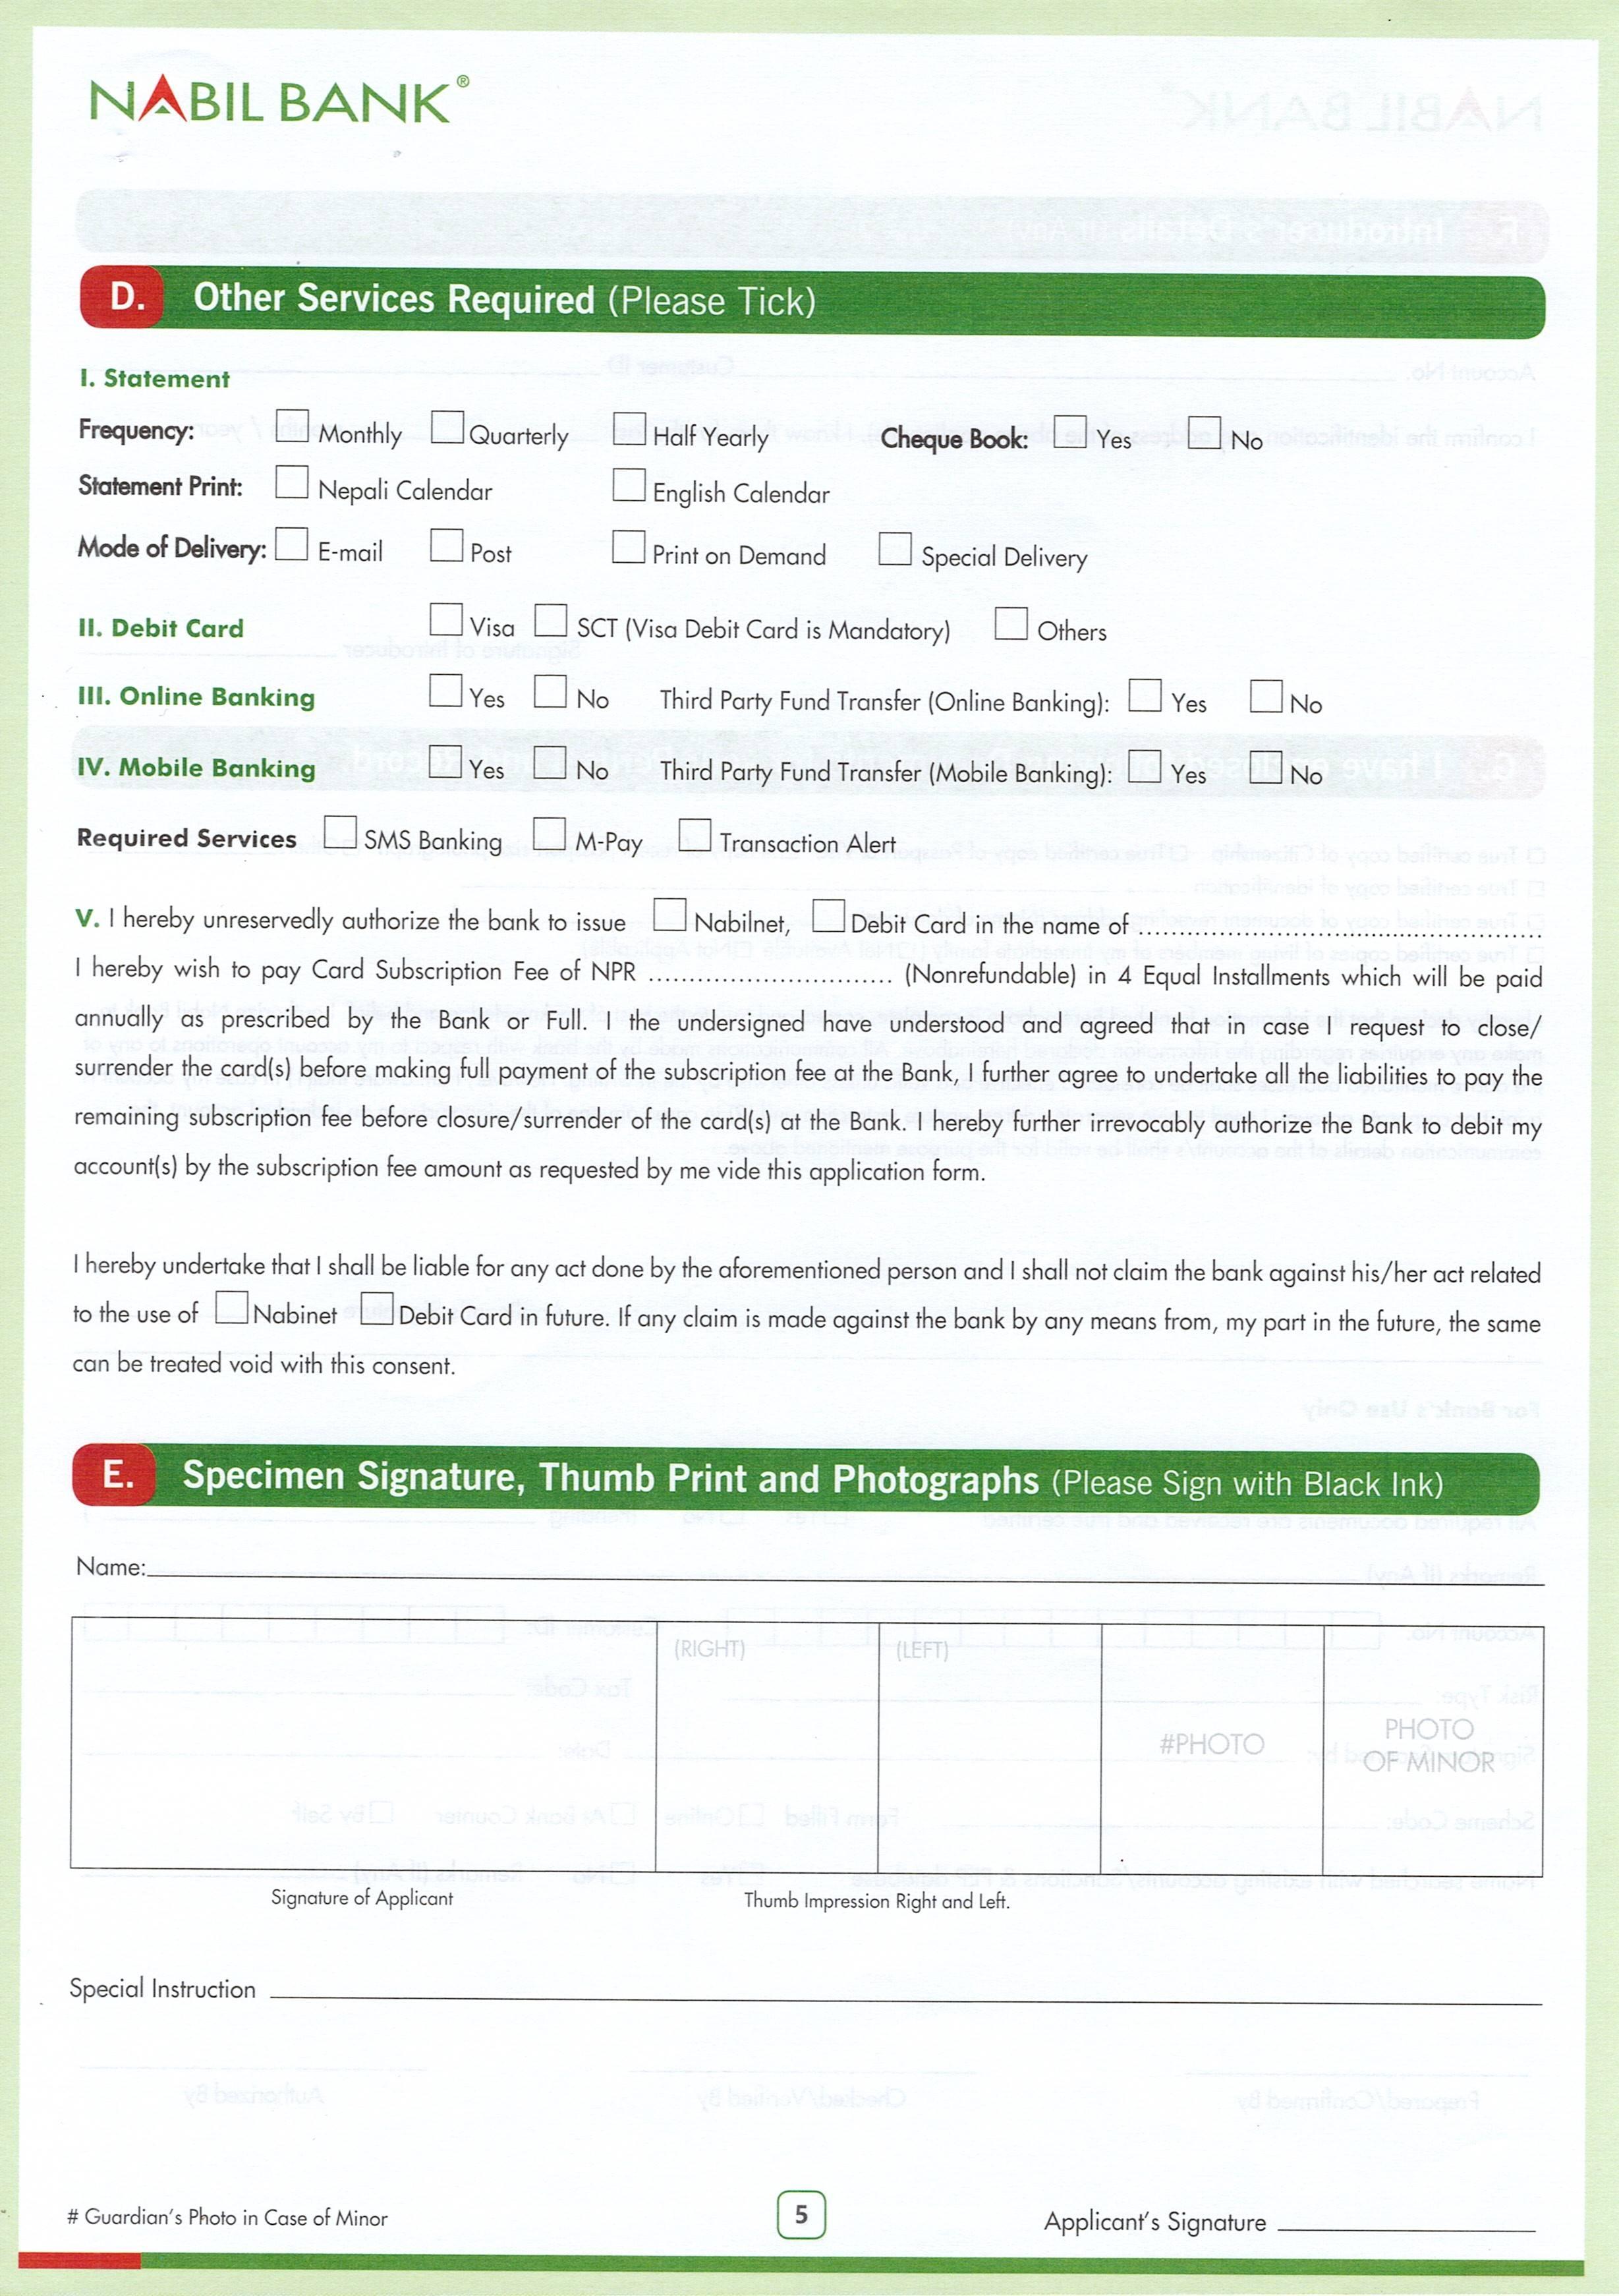 NABIL BANK®
D. Other Services Required (Please Tick)
I. Statement
Frequency: Monthly Quarterly Half Yearly Cheque Book: Yes No
Statement Print: Nepali Calendar English Calendar
Mode of Delivery: E-mail Post Print on Demand Special Delivery
II. Debit Card Visa SCT (Visa Debit Card is Mandatory) Others
III. Online Banking Yes No Third Party Fund Transfer (Online Banking): Yes No
IV. Mobile Banking Yes No Third Party Fund Transfer (Mobile Banking): Yes No
Required Services SMS Banking M-Pay Transaction Alert
V. I hereby unreservedly authorize the bank to issue Nabilnet, Debit Card in the name of ....................................................
I hereby wish to pay Card Subscription Fee of NPR .............................. (Nonrefundable) in 4 Equal Installments which will be paid
annually as prescribed by the Bank or Full. I the undersigned have understood and agreed that in case I request to close/
surrender the card(s) before making full payment of the subscription fee at the Bank, I further agree to undertake all the liabilities to pay the
remaining subscription fee before closure/surrender of the card(s) at the Bank. I hereby further irrevocably authorize the Bank to debit my
account(s) by the subscription fee amount as requested by me vide this application form.
I hereby undertake that I shall be liable for any act done by the aforementioned person and I shall not claim the bank against his/her act related
to the use of Nabinet Debit Card in future. If any claim is made against the bank by any means from, my part in the future, the same
can be treated void with this consent.
E. Specimen Signature, Thumb Print and Photographs (Please Sign with Black Ink)
Name:
(RIGHT) (LEFT)
#PHOTO
PHOTO
OF MINOR
Signature of Applicant Thumb Impression Right and Left.
Special Instruction
# Guardian's Photo in Case of Minor 5 Applicant's Signature